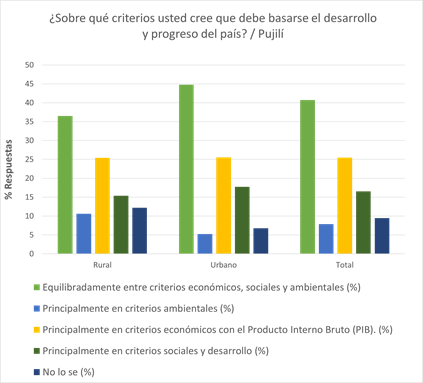 ¿Sobre qué criterios usted cree que debe basarse el desarrollo
y progreso del país? / Pujilí
% Respuestas
50
45
40
35
30
25
20
15
10
5
0
Rural
Urbano
Total
Equilibradamente entre criterios económicos, sociales y ambientales (%)
Principalmente en criterios ambientales (%)
Principalmente en criterios económicos con el Producto Interno Bruto (PIB). (%)
Principalmente en criterios sociales y desarrollo (%)
No lo se (%)